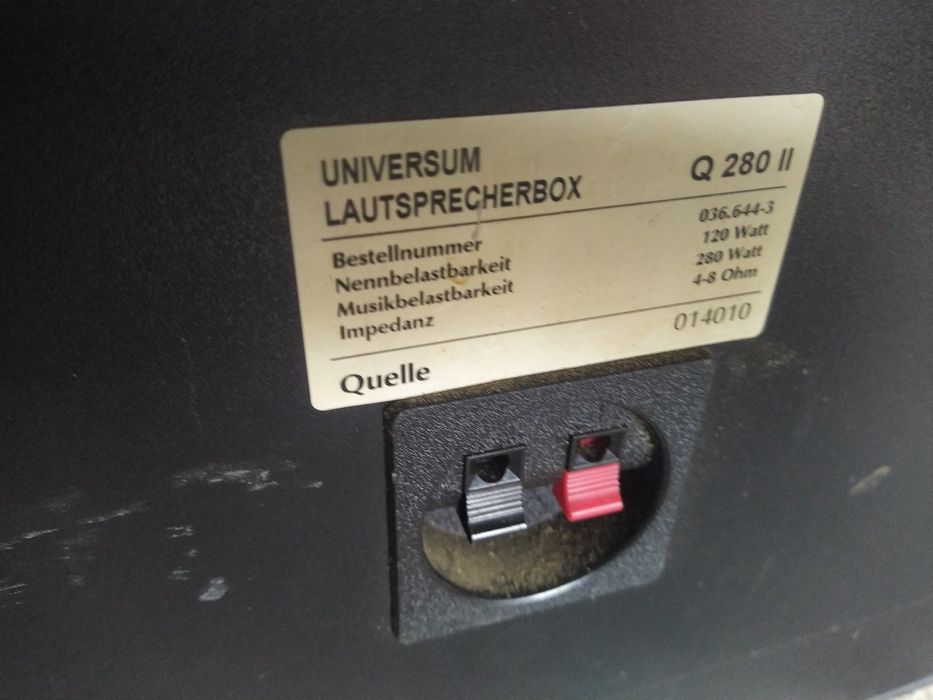 UNIVERSUM
LAUTSPRECHERBOX Q 280 II
Bestellnummer 036.644-3
Nennbelastbarkeit 120 Watt
Musikbelastbarkeit 280 Watt
Impedanz 4-8 Ohm
Quelle 014010